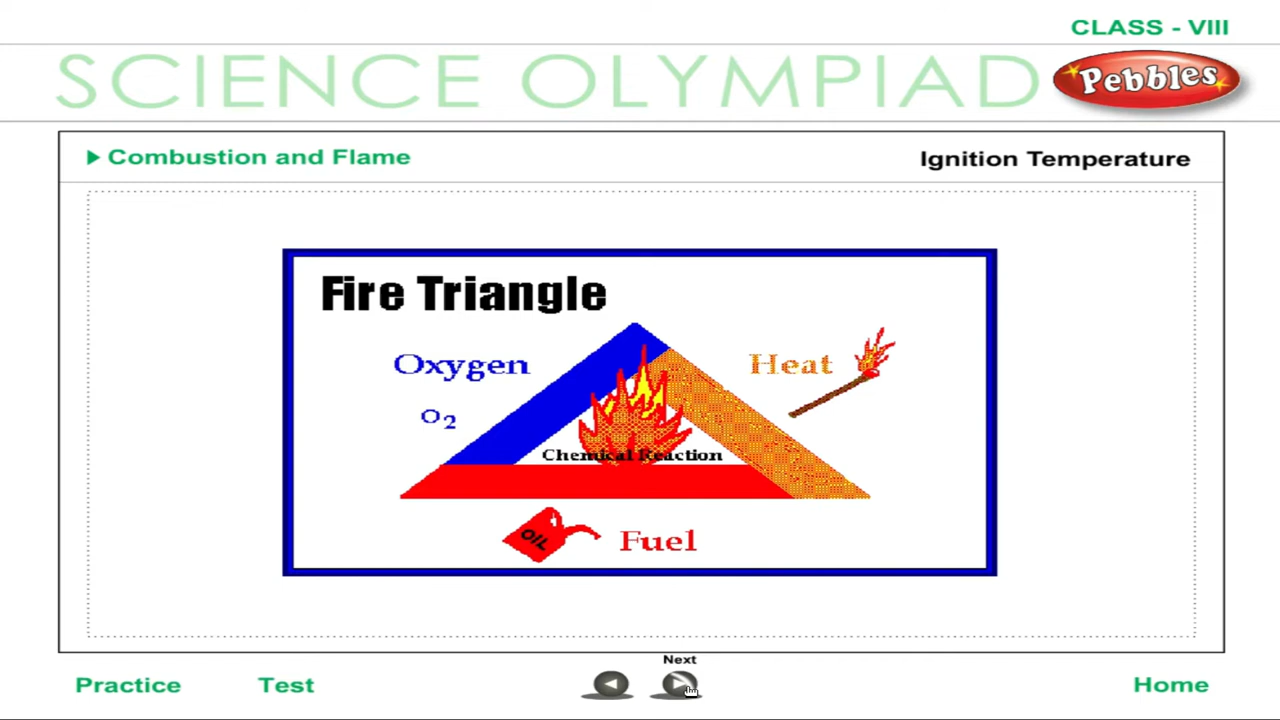 CLASS - VIII
SCIENCE OLYMPIAD
Pebbles
Combustion and Flame
Ignition Temperature
Fire Triangle
Oxygen
Heat
O2
Chemical Reaction
OIL
Fuel
Next
Practice
Test
Home